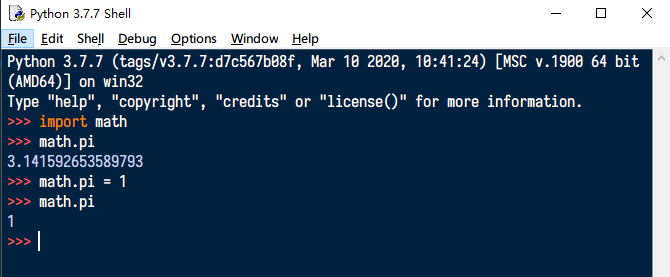 Python 3.7.7 Shell
File Edit Shell Debug Options Window Help
Python 3.7.7 (tags/v3.7.7:d7c567b08f, Mar 10 2020, 10:41:24) [MSC v.1900 64 bit
(AMD64)] on win32
Type "help", "copyright", "credits" or "license()" for more information.
>>> import math
>>> math.pi
3.141592653589793
>>> math.pi = 1
>>> math.pi
1
>>>